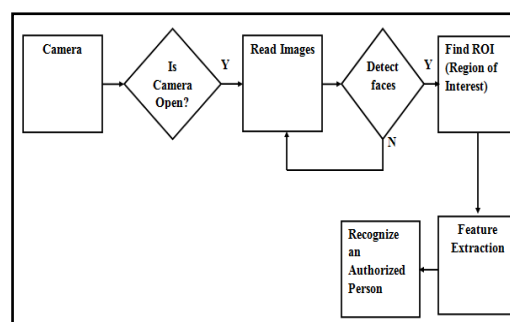 Camera
Is
Camera
Open?
Y
Read Images
Detect
faces
Y
N
Find ROI
(Region of
Interest)
Feature
Extraction
Recognize
an
Authorized
Person